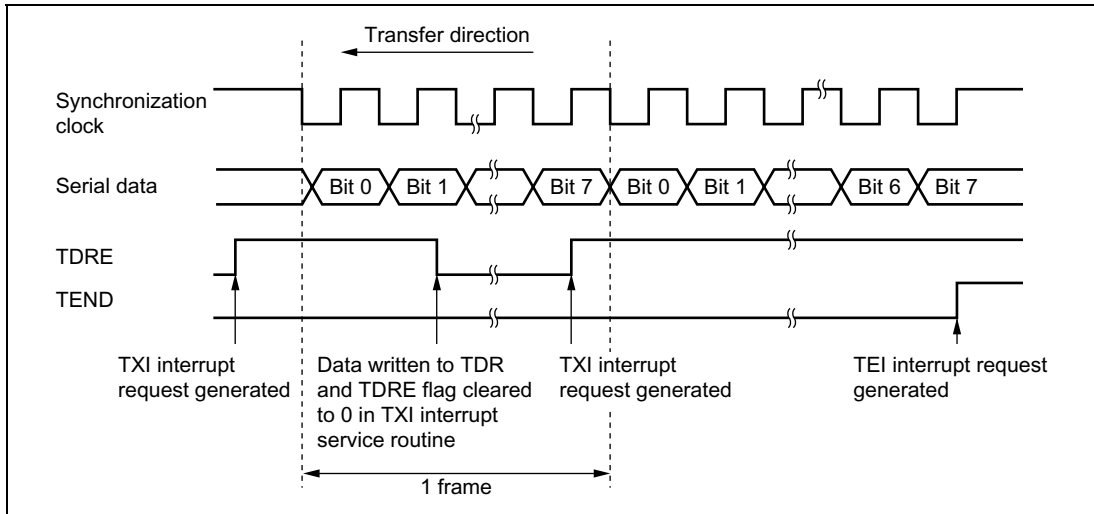 Transfer direction
Synchronization
clock
Serial data
Bit 0
Bit 1
Bit 7
Bit 0
Bit 1
Bit 6
Bit 7
TDRE
TEND
TXI interrupt
request generated
Data written to TDR
and TDRE flag cleared
to 0 in TXI interrupt
service routine
TXI interrupt
request generated
TEI interrupt request
generated
1 frame